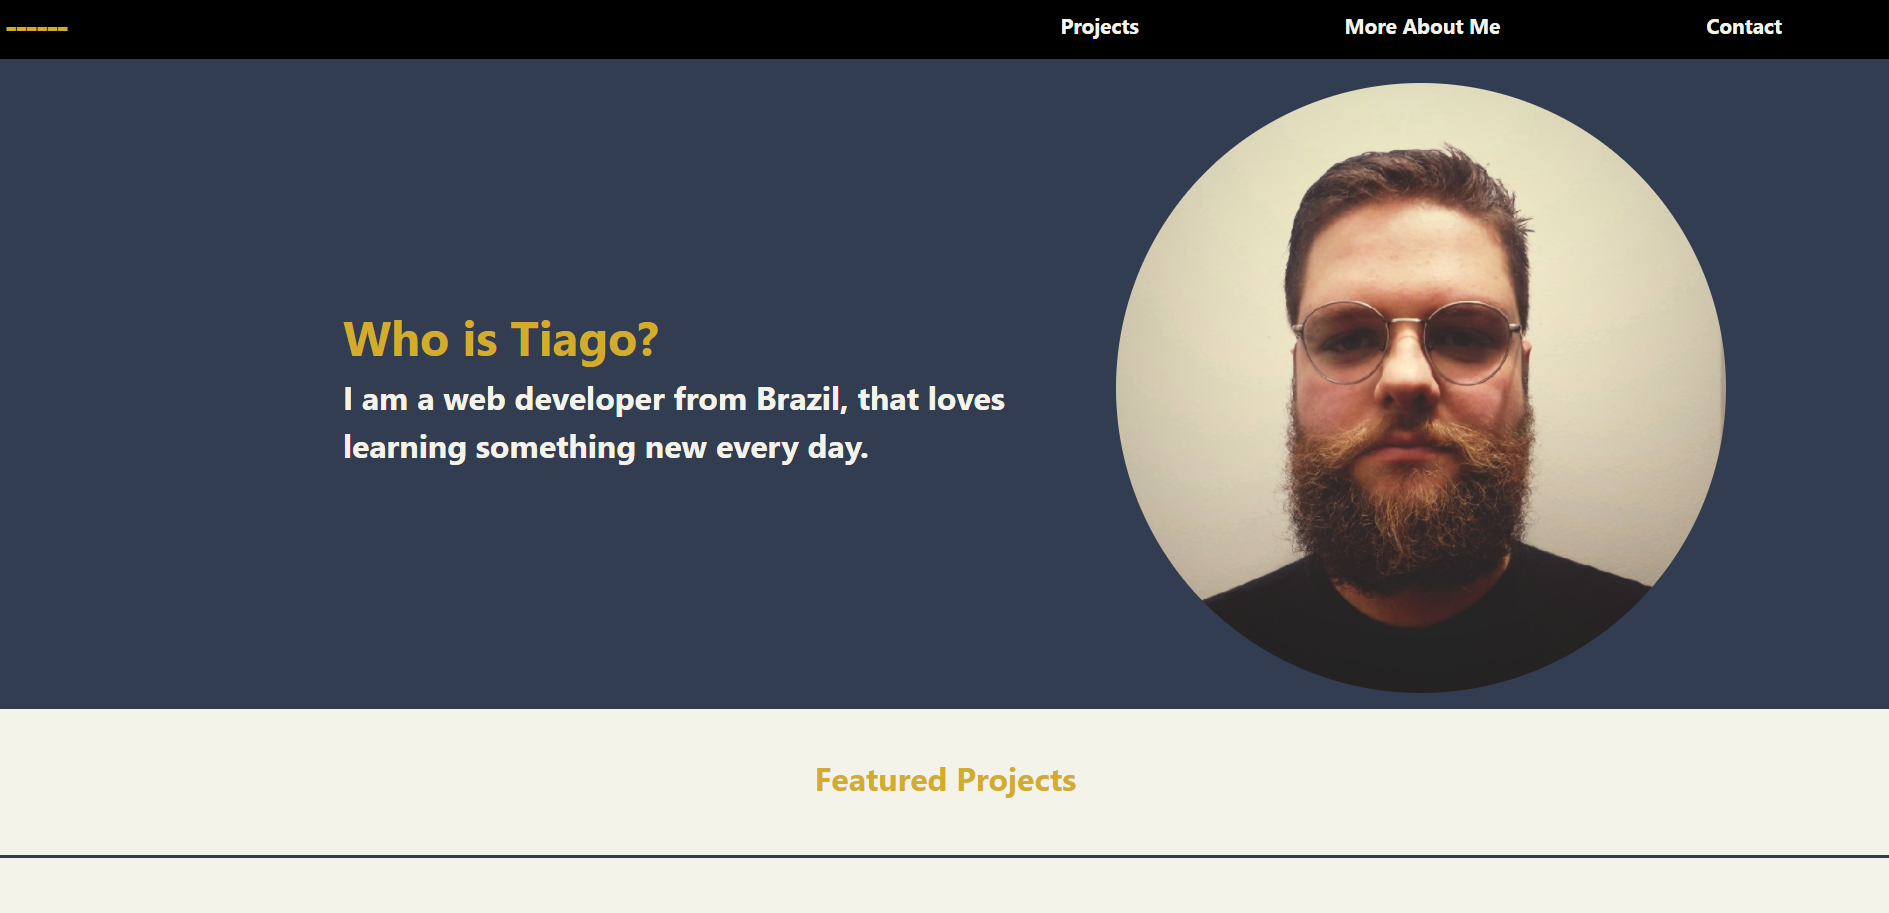 ------
Projects
More About Me
Contact
Who is Tiago?
I am a web developer from Brazil, that loves
learning something new every day.
Featured Projects